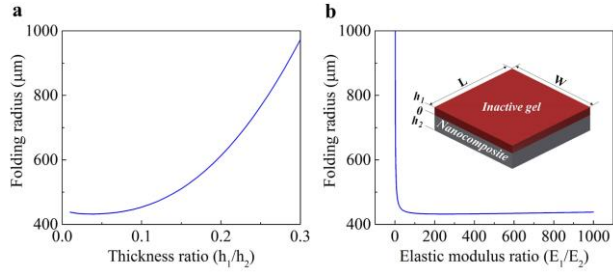 a
1000
800
600
400
Folding radius (μm)
0.0
0.1
0.2
0.3
Thickness ratio (h₁/h₂)
b
1000
800
600
400
Folding radius (μm)
0
200
400
600
800
1000
Elastic modulus ratio (E₁/E₂)
L
W
h₁
0
h₂
Inactive gel
Nanocomposite